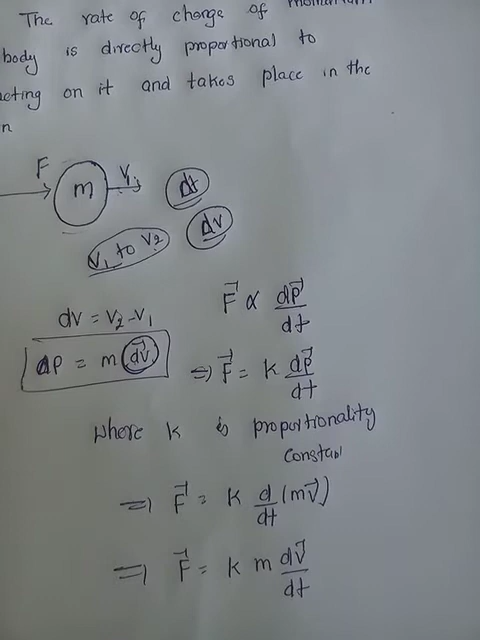 The rate of change of momentum
body is directly proportional to
acting on it and takes place in the
n
F
m
V₁
dt
dv
V₁ to V₂
dv = V₂ - V₁
dp = m dv⃗
F⃗ ∝ dp⃗/dt
⇒ F⃗ = k dp⃗/dt
where k is proportionality
constan
⇒ F⃗ = k d/dt (mv⃗)
⇒ F⃗ = k m dv⃗/dt